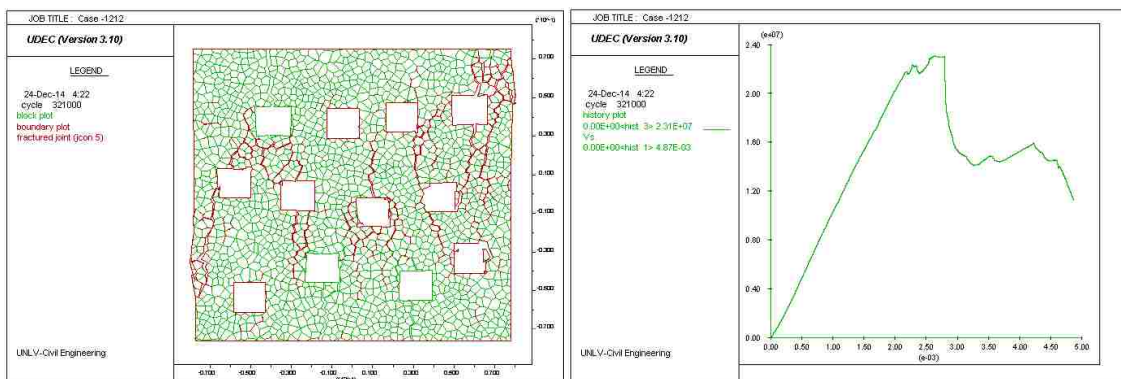 JOB TITLE : Case -1212
UDEC (Version 3.10)
LEGEND
24-Dec-14 4:22
cycle 321000
block plot
boundary plot
fractured joint (jcon 5)
UNLV-Civil Engineering
0.700
0.500
0.300
0.100
-0.100
-0.300
-0.500
-0.700
-0.700 -0.500 -0.300 -0.100 0.100 0.300 0.500 0.700
JOB TITLE : Case -1212
UDEC (Version 3.10)
LEGEND
24-Dec-14 4:22
cycle 321000
history plot
0.00E+00<hist 3> 2.31E+07
Vs
0.00E+00<hist 1> 4.87E-03
UNLV-Civil Engineering
(e+07)
2.40
2.00
1.60
1.20
0.80
0.40
0.00
0.00 0.50 1.00 1.50 2.00 2.50 3.00 3.50 4.00 4.50 5.00
(e-03)